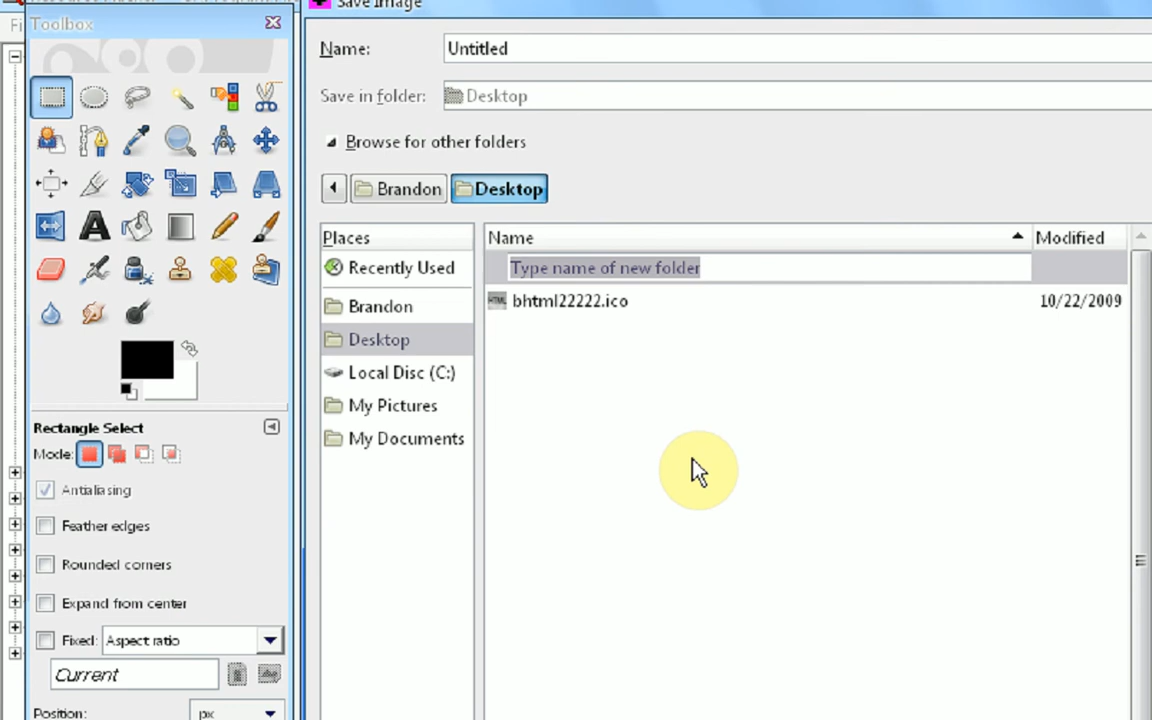 Save Image
Toolbox
Fi
Name: Untitled
Save in folder: Desktop
Browse for other folders
Brandon Desktop
Places
Recently Used
Brandon
Desktop
Local Disc (C:)
My Pictures
My Documents
Name Modified
Type name of new folder
HTML bhtml22222.ico 10/22/2009
Rectangle Select
Mode:
Antialiasing
Feather edges
Rounded corners
Expand from center
Fixed: Aspect ratio
Current
Position: px